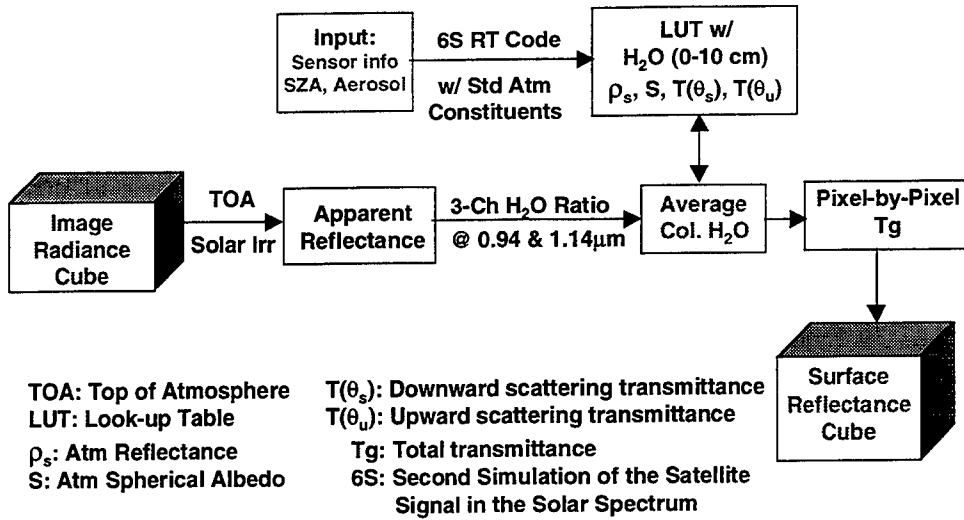 Input:
Sensor info
SZA, Aerosol
6S RT Code
w/ Std Atm
Constituents
LUT w/
H₂O (0-10 cm)
ρₛ, S, T(θₛ), T(θᵤ)
Image
Radiance
Cube
TOA
Solar Irr
Apparent
Reflectance
3-Ch H₂O Ratio
@ 0.94 & 1.14μm
Average
Col. H₂O
Pixel-by-Pixel
Tg
Surface
Reflectance
Cube
TOA: Top of Atmosphere
LUT: Look-up Table
ρₛ: Atm Reflectance
S: Atm Spherical Albedo
T(θₛ): Downward scattering transmittance
T(θᵤ): Upward scattering transmittance
Tg: Total transmittance
6S: Second Simulation of the Satellite
Signal in the Solar Spectrum